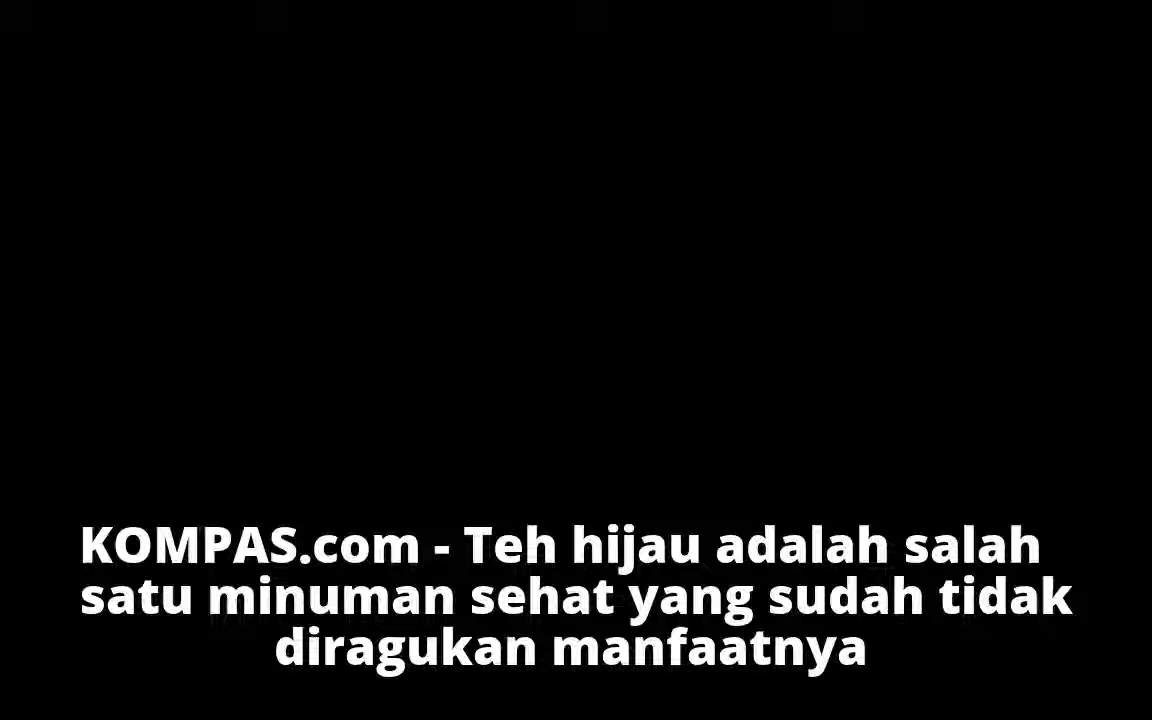 KOMPAS.com - Teh hijau adalah salah
satu minuman sehat yang sudah tidak
diragukan manfaatnya